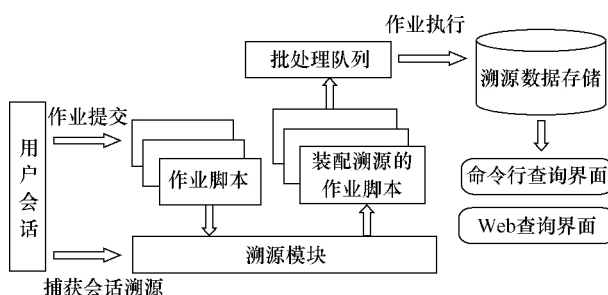 作业执行
批处理队列
溯源数据存储
作业提交
用户会话
作业脚本
装配溯源的
作业脚本
命令行查询界面
Web查询界面
溯源模块
捕获会话溯源